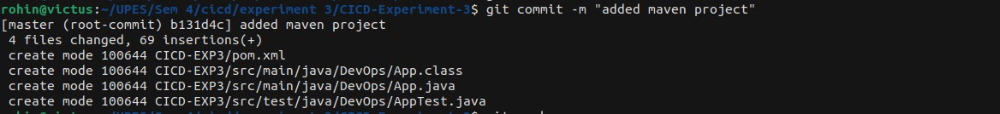 rohin@victus:~/UPES/Sem 4/cicd/experiment 3/CICD-Experiment-3$ git commit -m "added maven project"
[master (root-commit) b131d4c] added maven project
 4 files changed, 69 insertions(+)
 create mode 100644 CICD-EXP3/pom.xml
 create mode 100644 CICD-EXP3/src/main/java/DevOps/App.class
 create mode 100644 CICD-EXP3/src/main/java/DevOps/App.java
 create mode 100644 CICD-EXP3/src/test/java/DevOps/AppTest.java